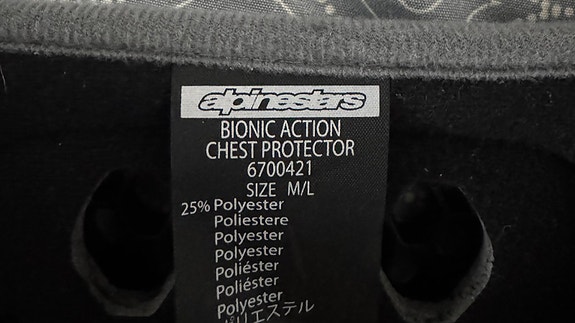 alpinestars
BIONIC ACTION
CHEST PROTECTOR
6700421
SIZE M/L
25% Polyester
Poliestere
Polyester
Polyester
Poliéster
Poliéster
Polyester
ポリエステル